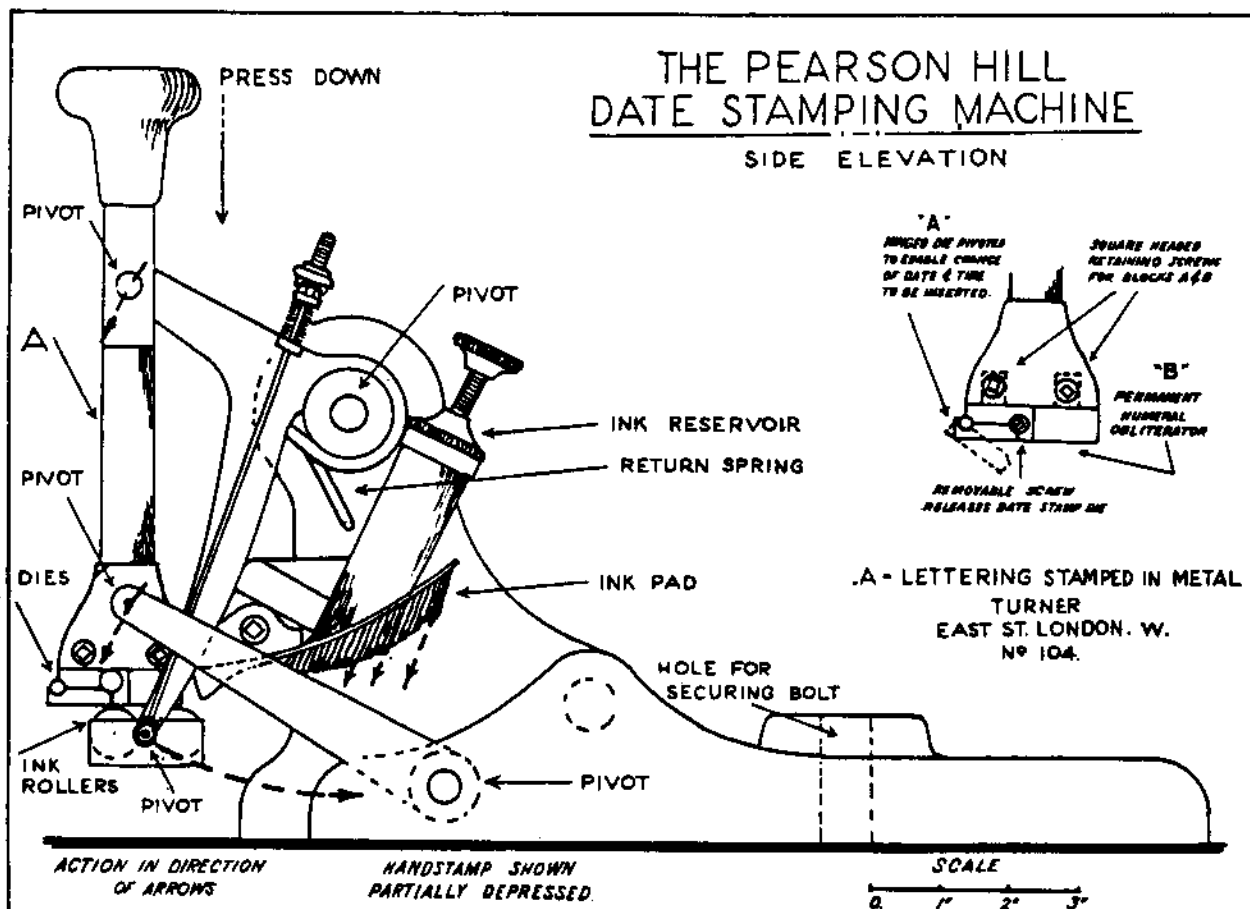 THE PEARSON HILL
DATE STAMPING MACHINE
SIDE ELEVATION
PRESS DOWN
PIVOT
A
PIVOT
DIES
INK
ROLLERS
PIVOT
PIVOT
INK RESERVOIR
RETURN SPRING
INK PAD
HOLE FOR
SECURING BOLT
PIVOT
"A"
HINGED DIE PIVOTED
TO ENABLE CHANGE
OF DATE & TIME
TO BE INSERTED.
SQUARE HEADED
RETAINING SCREWS
FOR BLOCKS A&B
"B"
PERMANENT
NUMERAL
OBLITERATOR
REMOVABLE SCREW
RELEASES DATE STAMP DIE
.A - LETTERING STAMPED IN METAL
TURNER
EAST ST. LONDON. W.
Nº 104.
ACTION IN DIRECTION
OF ARROWS
HANDSTAMP SHOWN
PARTIALLY DEPRESSED.
SCALE
0. 1" 2" 3"